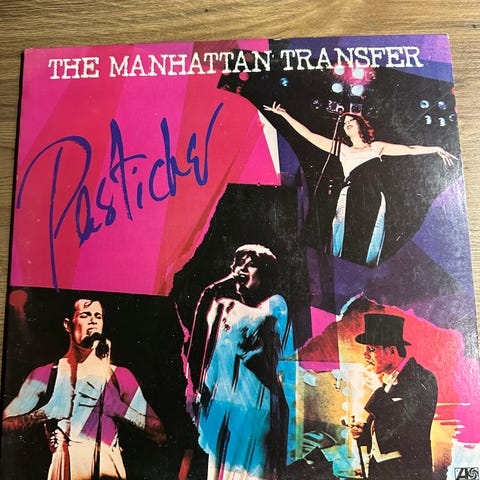 THE MANHATTAN TRANSFER
Pastiche